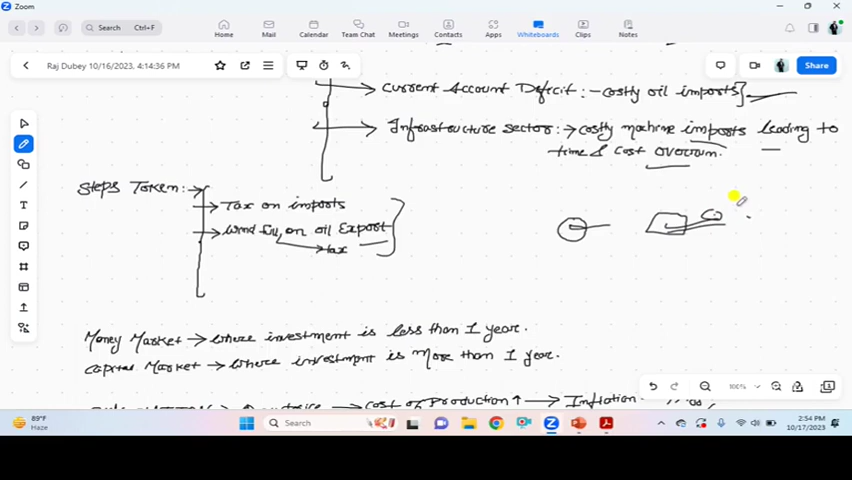 Zoom
Search Ctrl+F
Home
Mail
Calendar
Team Chat
Meetings
Contacts
Apps
Whiteboards
Clips
Notes
Raj Dubey 10/16/2023, 4:14:36 PM
Share
Current Account Deficit :- costly oil imports
Infrastructure sector :→ costly machine imports leading to
time & cost overrun.
Steps Token :→
→ Tax on imports
→ Wind fall on oil Export
→ tax
Money Market → where investment is less than 1 year.
Capital Market → where investment is more than 1 year.
→ cost of Production ↑ → Inflation
100%
89°F
Haze
Search
2:54 PM
10/17/2023